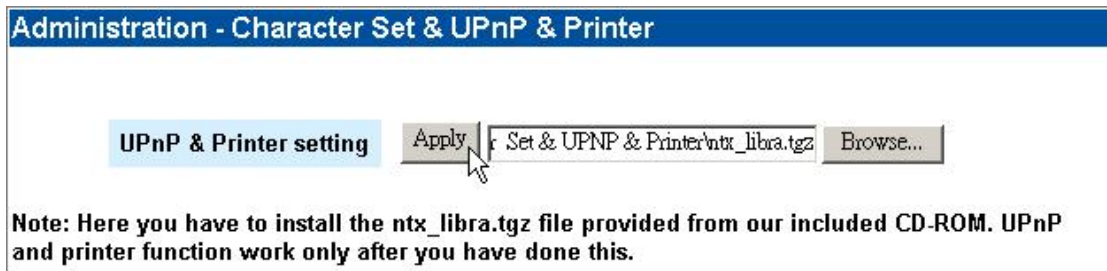 Administration - Character Set & UPnP & Printer
UPnP & Printer setting Apply r Set & UPNP & Printer\ntx_libra.tgz Browse...
Note: Here you have to install the ntx_libra.tgz file provided from our included CD-ROM. UPnP
and printer function work only after you have done this.